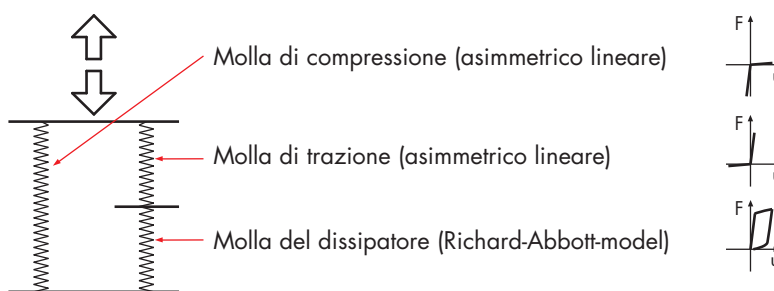 Molla di compressione (asimmetrico lineare)
F
Molla di trazione (asimmetrico lineare)
F
Molla del dissipatore (Richard-Abbott-model)
F